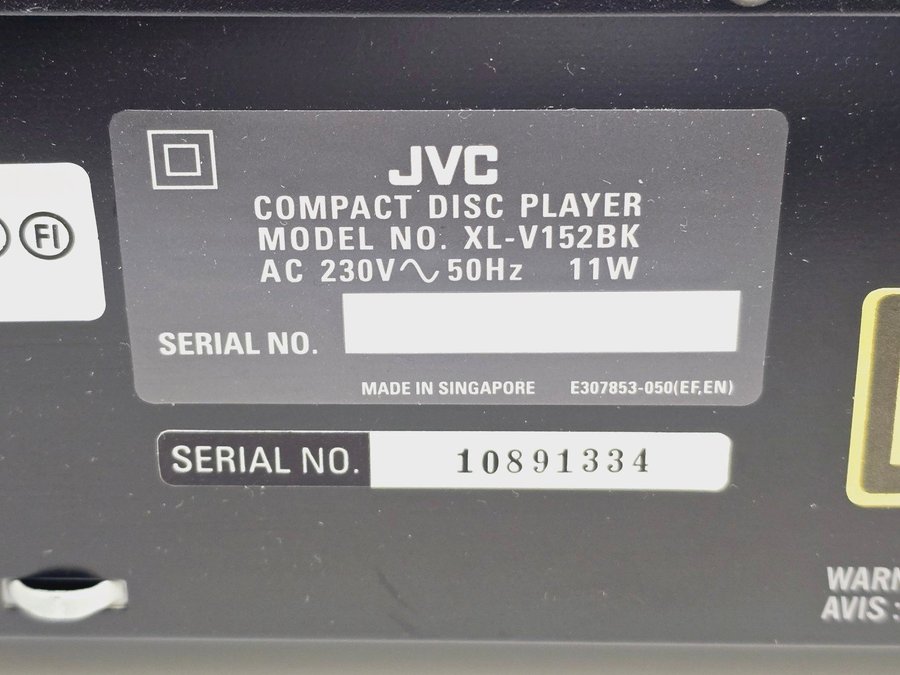 JVC
COMPACT DISC PLAYER
MODEL NO. XL-V152BK
AC 230V∿50Hz 11W
SERIAL NO.
MADE IN SINGAPORE E307853-050(EF,EN)
SERIAL NO. 10891334
FI
AVIS :